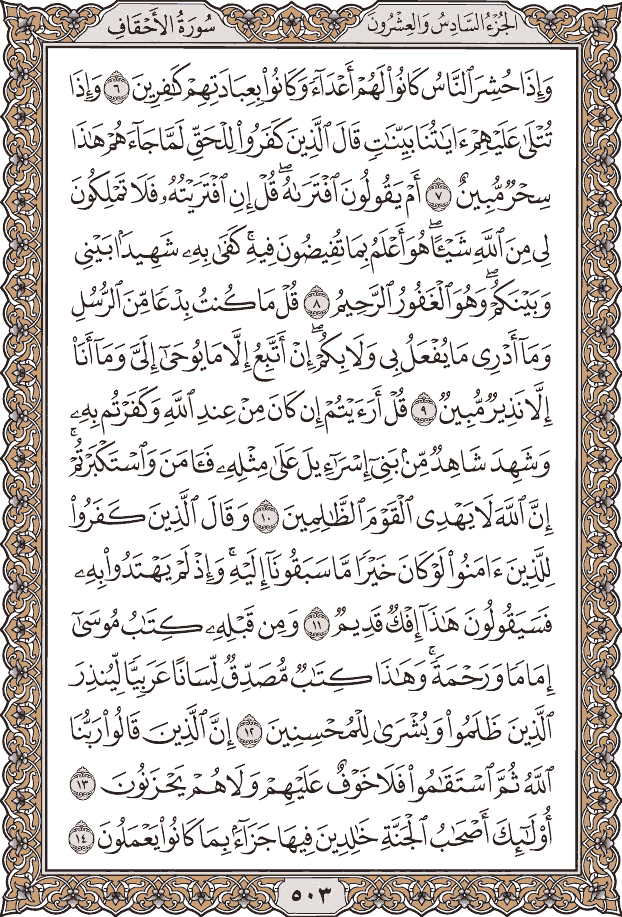 الجُزْءُ السَّادِسُ وَالعِشْرُونَ سُورَةُ الأَحْقَافِ
وَإِذَا حُشِرَ ٱلنَّاسُ كَانُوا۟ لَهُمْ أَعْدَآءً وَكَانُوا۟ بِعِبَادَتِهِمْ كَٰفِرِينَ ٦ وَإِذَا
تُتْلَىٰ عَلَيْهِمْ ءَايَٰتُنَا بَيِّنَٰتٍ قَالَ ٱلَّذِينَ كَفَرُوا۟ لِلْحَقِّ لَمَّا جَآءَهُمْ هَٰذَا
سِحْرٌ مُّبِينٌ ٧ أَمْ يَقُولُونَ ٱفْتَرَىٰهُ ۖ قُلْ إِنِ ٱفْتَرَيْتُهُۥ فَلَا تَمْلِكُونَ
لِى مِنَ ٱللَّهِ شَيْـًٔا ۖ هُوَ أَعْلَمُ بِمَا تُفِيضُونَ فِيهِ ۚ كَفَىٰ بِهِۦ شَهِيدًۢا بَيْنِى
وَبَيْنَكُمْ ۖ وَهُوَ ٱلْغَفُورُ ٱلرَّحِيمُ ٨ قُلْ مَا كُنتُ بِدْعًا مِّنَ ٱلرُّسُلِ
وَمَآ أَدْرِى مَا يُفْعَلُ بِى وَلَا بِكُمْ ۖ إِنْ أَتَّبِعُ إِلَّا مَا يُوحَىٰٓ إِلَىَّ وَمَآ أَنَا۠
إِلَّا نَذِيرٌ مُّبِينٌ ٩ قُلْ أَرَءَيْتُمْ إِن كَانَ مِنْ عِندِ ٱللَّهِ وَكَفَرْتُم بِهِۦ
وَشَهِدَ شَاهِدٌ مِّنۢ بَنِىٓ إِسْرَٰٓءِيلَ عَلَىٰ مِثْلِهِۦ فَـَٔامَنَ وَٱسْتَكْبَرْتُمْ ۖ
إِنَّ ٱللَّهَ لَا يَهْدِى ٱلْقَوْمَ ٱلظَّٰلِمِينَ ١٠ وَقَالَ ٱلَّذِينَ كَفَرُوا۟
لِلَّذِينَ ءَامَنُوا۟ لَوْ كَانَ خَيْرًا مَّا سَبَقُونَآ إِلَيْهِ ۚ وَإِذْ لَمْ يَهْتَدُوا۟ بِهِۦ
فَسَيَقُولُونَ هَٰذَآ إِفْكٌ قَدِيمٌ ١١ وَمِن قَبْلِهِۦ كِتَٰبُ مُوسَىٰٓ
إِمَامًا وَرَحْمَةً ۚ وَهَٰذَا كِتَٰبٌ مُّصَدِّقٌ لِّسَانًا عَرَبِيًّا لِّيُنذِرَ
ٱلَّذِينَ ظَلَمُوا۟ وَبُشْرَىٰ لِلْمُحْسِنِينَ ١٢ إِنَّ ٱلَّذِينَ قَالُوا۟ رَبُّنَا
ٱللَّهُ ثُمَّ ٱسْتَقَٰمُوا۟ فَلَا خَوْفٌ عَلَيْهِمْ وَلَا هُمْ يَحْزَنُونَ ١٣
أُو۟لَٰٓئِكَ أَصْحَٰبُ ٱلْجَنَّةِ خَٰلِدِينَ فِيهَا جَزَآءًۢ بِمَا كَانُوا۟ يَعْمَلُونَ ١٤
٥٠٣